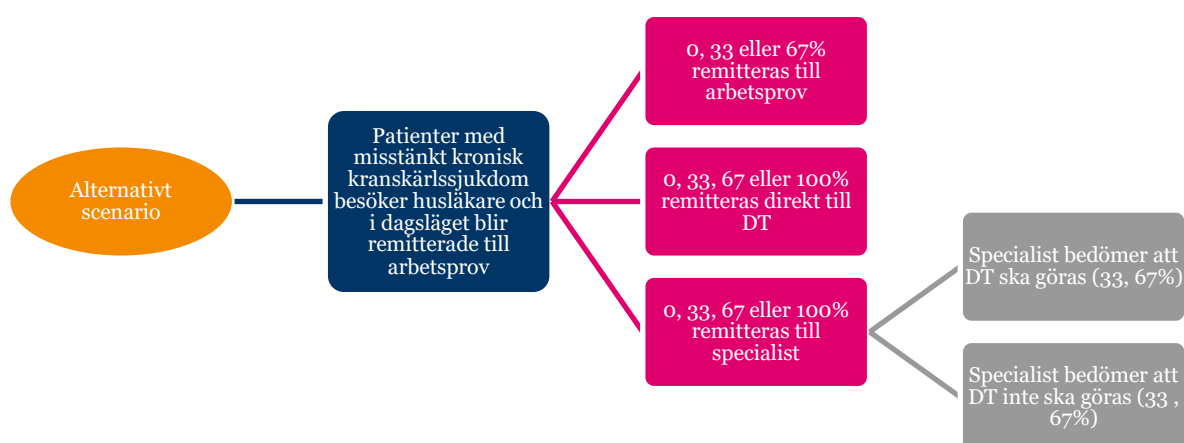 Alternativt
scenario
Patienter med
misstänkt kronisk
kranskärlssjukdom
besöker husläkare och
i dagsläget blir
remitterade till
arbetsprov
0, 33 eller 67%
remitteras till
arbetsprov
0, 33, 67 eller 100%
remitteras direkt till
DT
0, 33, 67 eller 100%
remitteras till
specialist
Specialist bedömer att
DT ska göras (33, 67%)
Specialist bedömer att
DT inte ska göras (33 ,
67%)